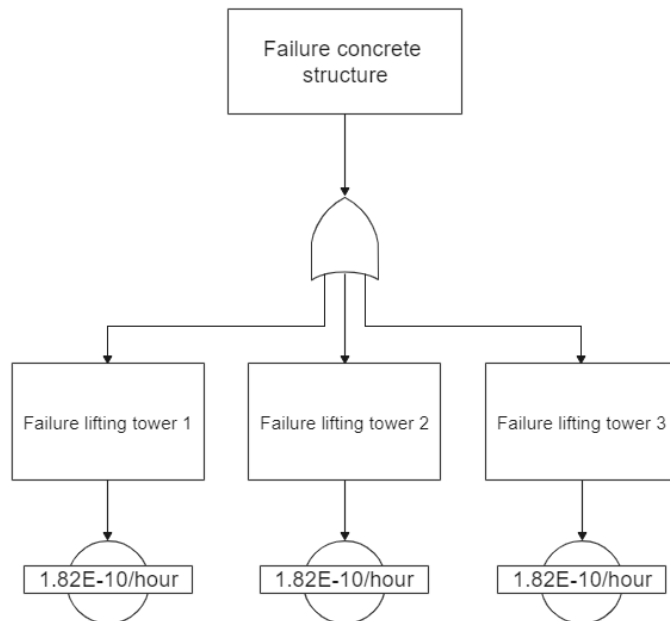 Failure concrete
structure
Failure lifting tower 1
Failure lifting tower 2
Failure lifting tower 3
1.82E-10/hour
1.82E-10/hour
1.82E-10/hour